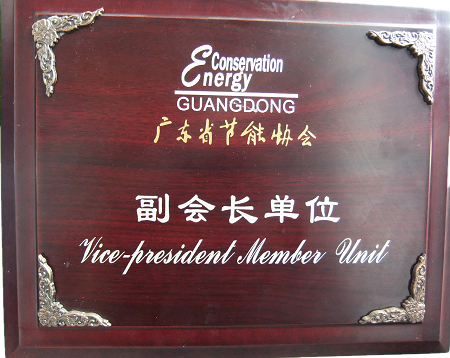 Conservation
Energy
GUANGDONG
广东省节能协会
副会长单位
Vice-president Member Unit